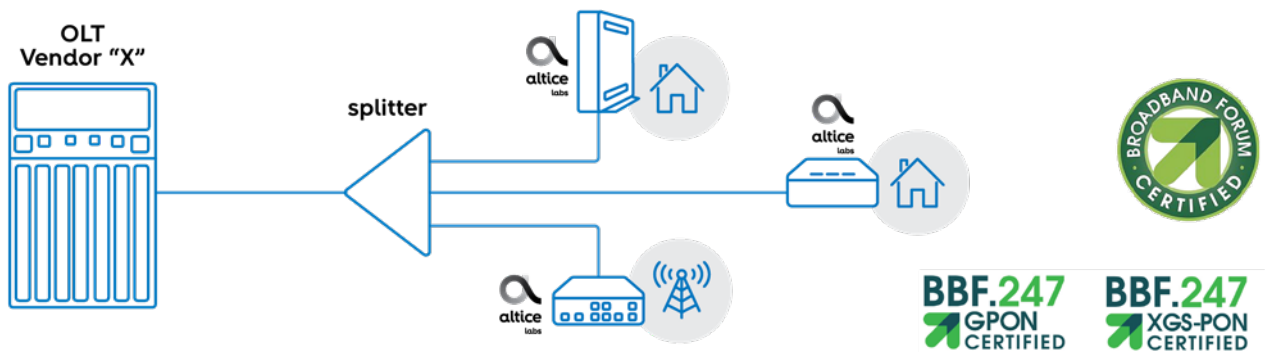 OLT
Vendor “X”
splitter
altice
labs
altice
labs
altice
labs
BROADBAND FORUM
CERTIFIED
BBF.247
GPON
CERTIFIED
BBF.247
XGS-PON
CERTIFIED